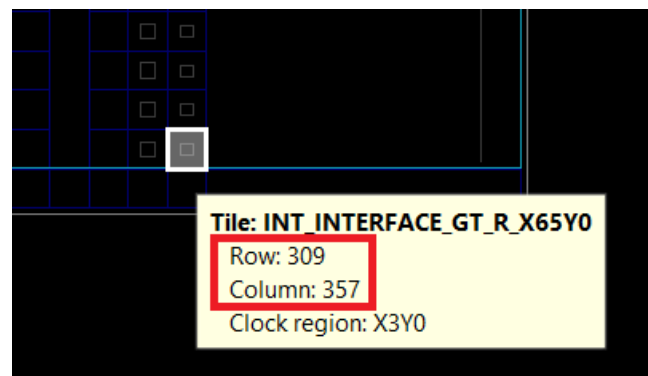 Tile: INT_INTERFACE_GT_R_X65Y0
Row: 309
Column: 357
Clock region: X3Y0